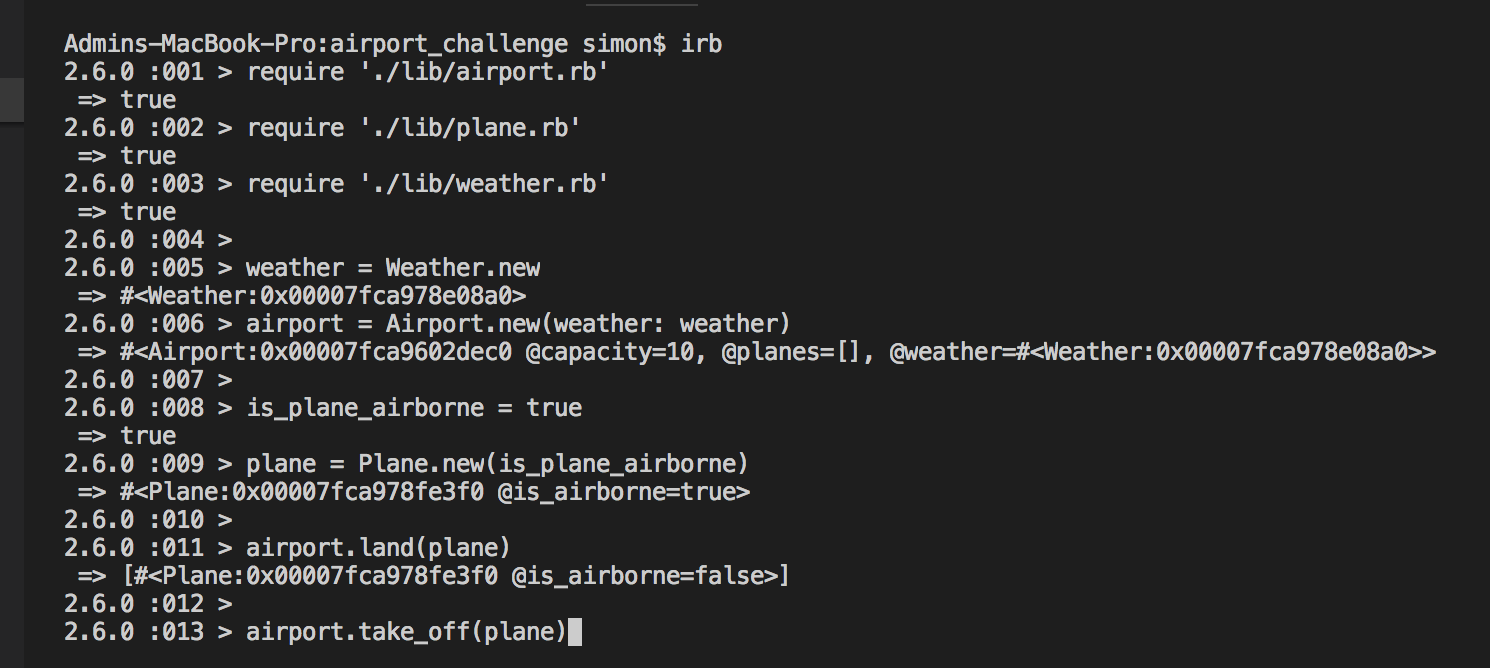 Admins-MacBook-Pro:airport_challenge simon$ irb
2.6.0 :001 > require './lib/airport.rb'
 => true
2.6.0 :002 > require './lib/plane.rb'
 => true
2.6.0 :003 > require './lib/weather.rb'
 => true
2.6.0 :004 >
2.6.0 :005 > weather = Weather.new
 => #<Weather:0x00007fca978e08a0>
2.6.0 :006 > airport = Airport.new(weather: weather)
 => #<Airport:0x00007fca9602dec0 @capacity=10, @planes=[], @weather=#<Weather:0x00007fca978e08a0>>
2.6.0 :007 >
2.6.0 :008 > is_plane_airborne = true
 => true
2.6.0 :009 > plane = Plane.new(is_plane_airborne)
 => #<Plane:0x00007fca978fe3f0 @is_airborne=true>
2.6.0 :010 >
2.6.0 :011 > airport.land(plane)
 => [#<Plane:0x00007fca978fe3f0 @is_airborne=false>]
2.6.0 :012 >
2.6.0 :013 > airport.take_off(plane)